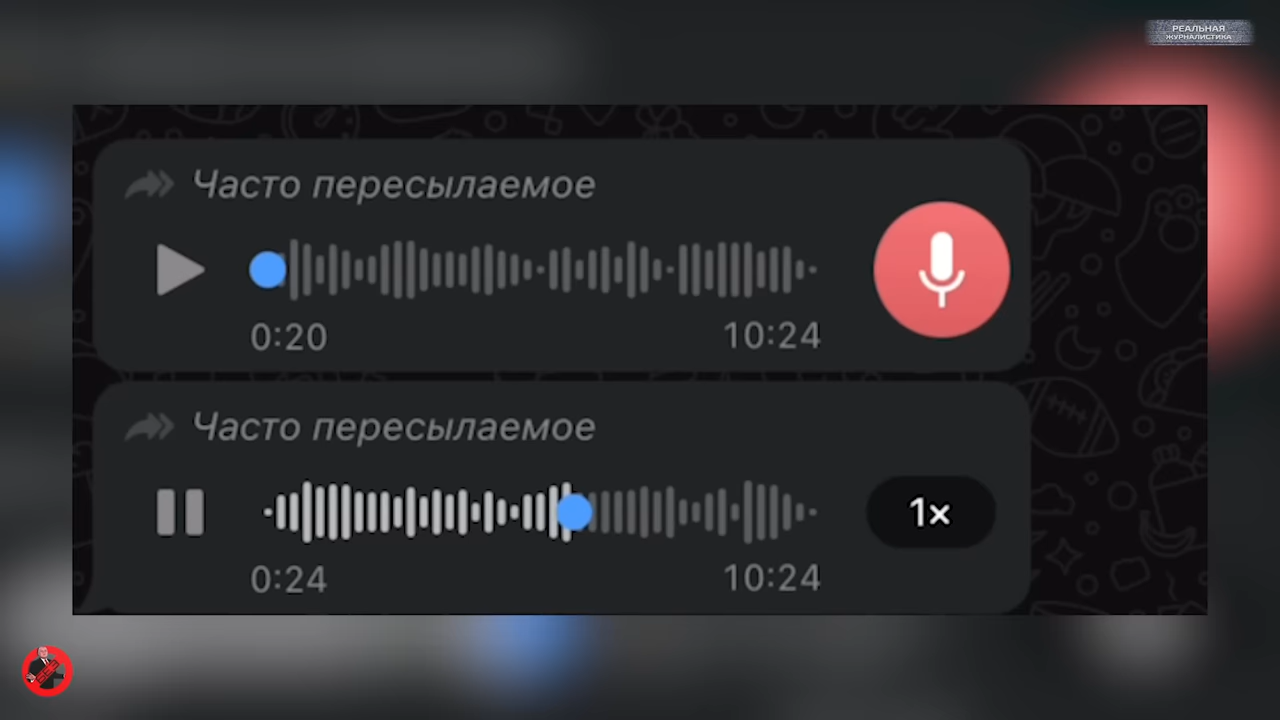 РЕАЛЬНАЯ
ЖУРНАЛИСТИКА
Часто пересылаемое
0:20 10:24
Часто пересылаемое
1×
0:24 10:24